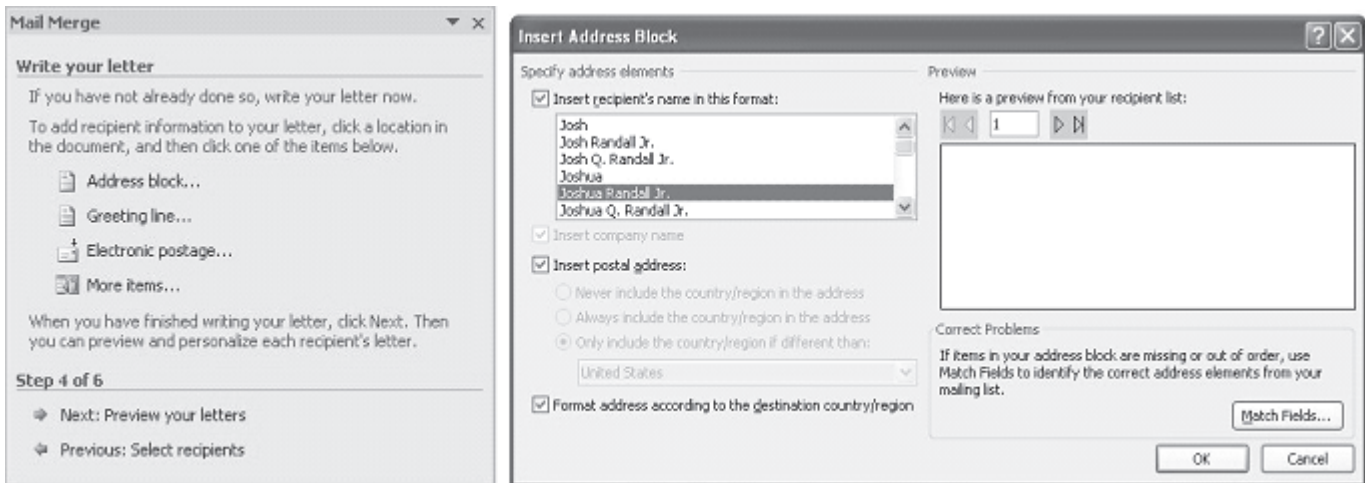 Mail Merge
Write your letter
If you have not already done so, write your letter now.
To add recipient information to your letter, click a location in
the document, and then click one of the items below.
Address block...
Greeting line...
Electronic postage...
More items...
When you have finished writing your letter, click Next. Then
you can preview and personalize each recipient's letter.
Step 4 of 6
Next: Preview your letters
Previous: Select recipients
Insert Address Block
Specify address elements
Insert recipient's name in this format:
Josh
Josh Randall Jr.
Josh Q. Randall Jr.
Joshua
Joshua Randall Jr.
Joshua Q. Randall Jr.
Insert company name
Insert postal address:
Never include the country/region in the address
Always include the country/region in the address
Only include the country/region if different than:
United States
Format address according to the destination country/region
Preview
Here is a preview from your recipient list:
1
Correct Problems
If items in your address block are missing or out of order, use
Match Fields to identify the correct address elements from your
mailing list.
Match Fields...
OK
Cancel